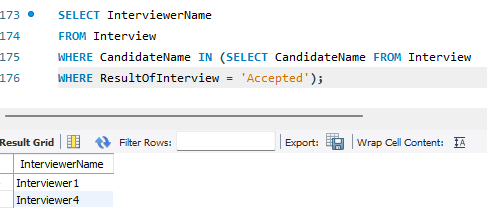 173 SELECT InterviewerName
174 FROM Interview
175 WHERE CandidateName IN (SELECT CandidateName FROM Interview
176 WHERE ResultOfInterview = 'Accepted');
Result Grid Filter Rows: Export: Wrap Cell Content:
InterviewerName
Interviewer1
Interviewer4